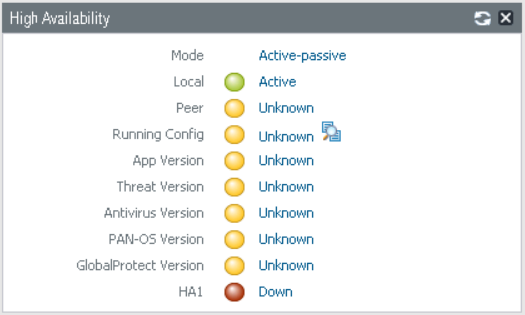 High Availability
Mode Active-passive
Local Active
Peer Unknown
Running Config Unknown
App Version Unknown
Threat Version Unknown
Antivirus Version Unknown
PAN-OS Version Unknown
GlobalProtect Version Unknown
HA1 Down